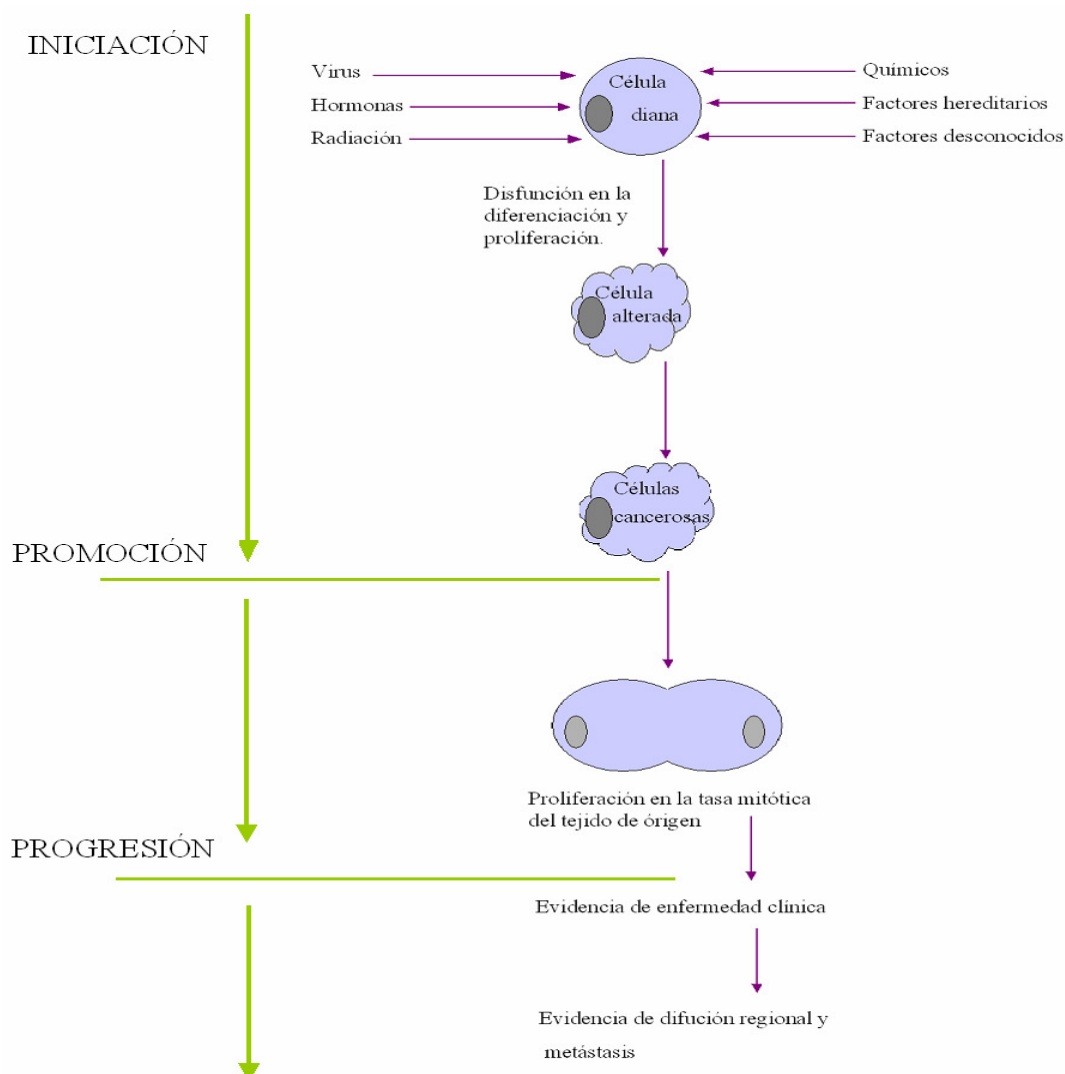 INICIACIÓN
Virus
Hormonas
Radiación
Célula
diana
Químicos
Factores hereditarios
Factores desconocidos
Disfunción en la
diferenciación y
proliferación.
Célula
alterada
Células
cancerosas
PROMOCIÓN
Proliferación en la tasa mitótica
del tejido de órigen
PROGRESIÓN
Evidencia de enfermedad clínica
Evidencia de difución regional y
metástasis